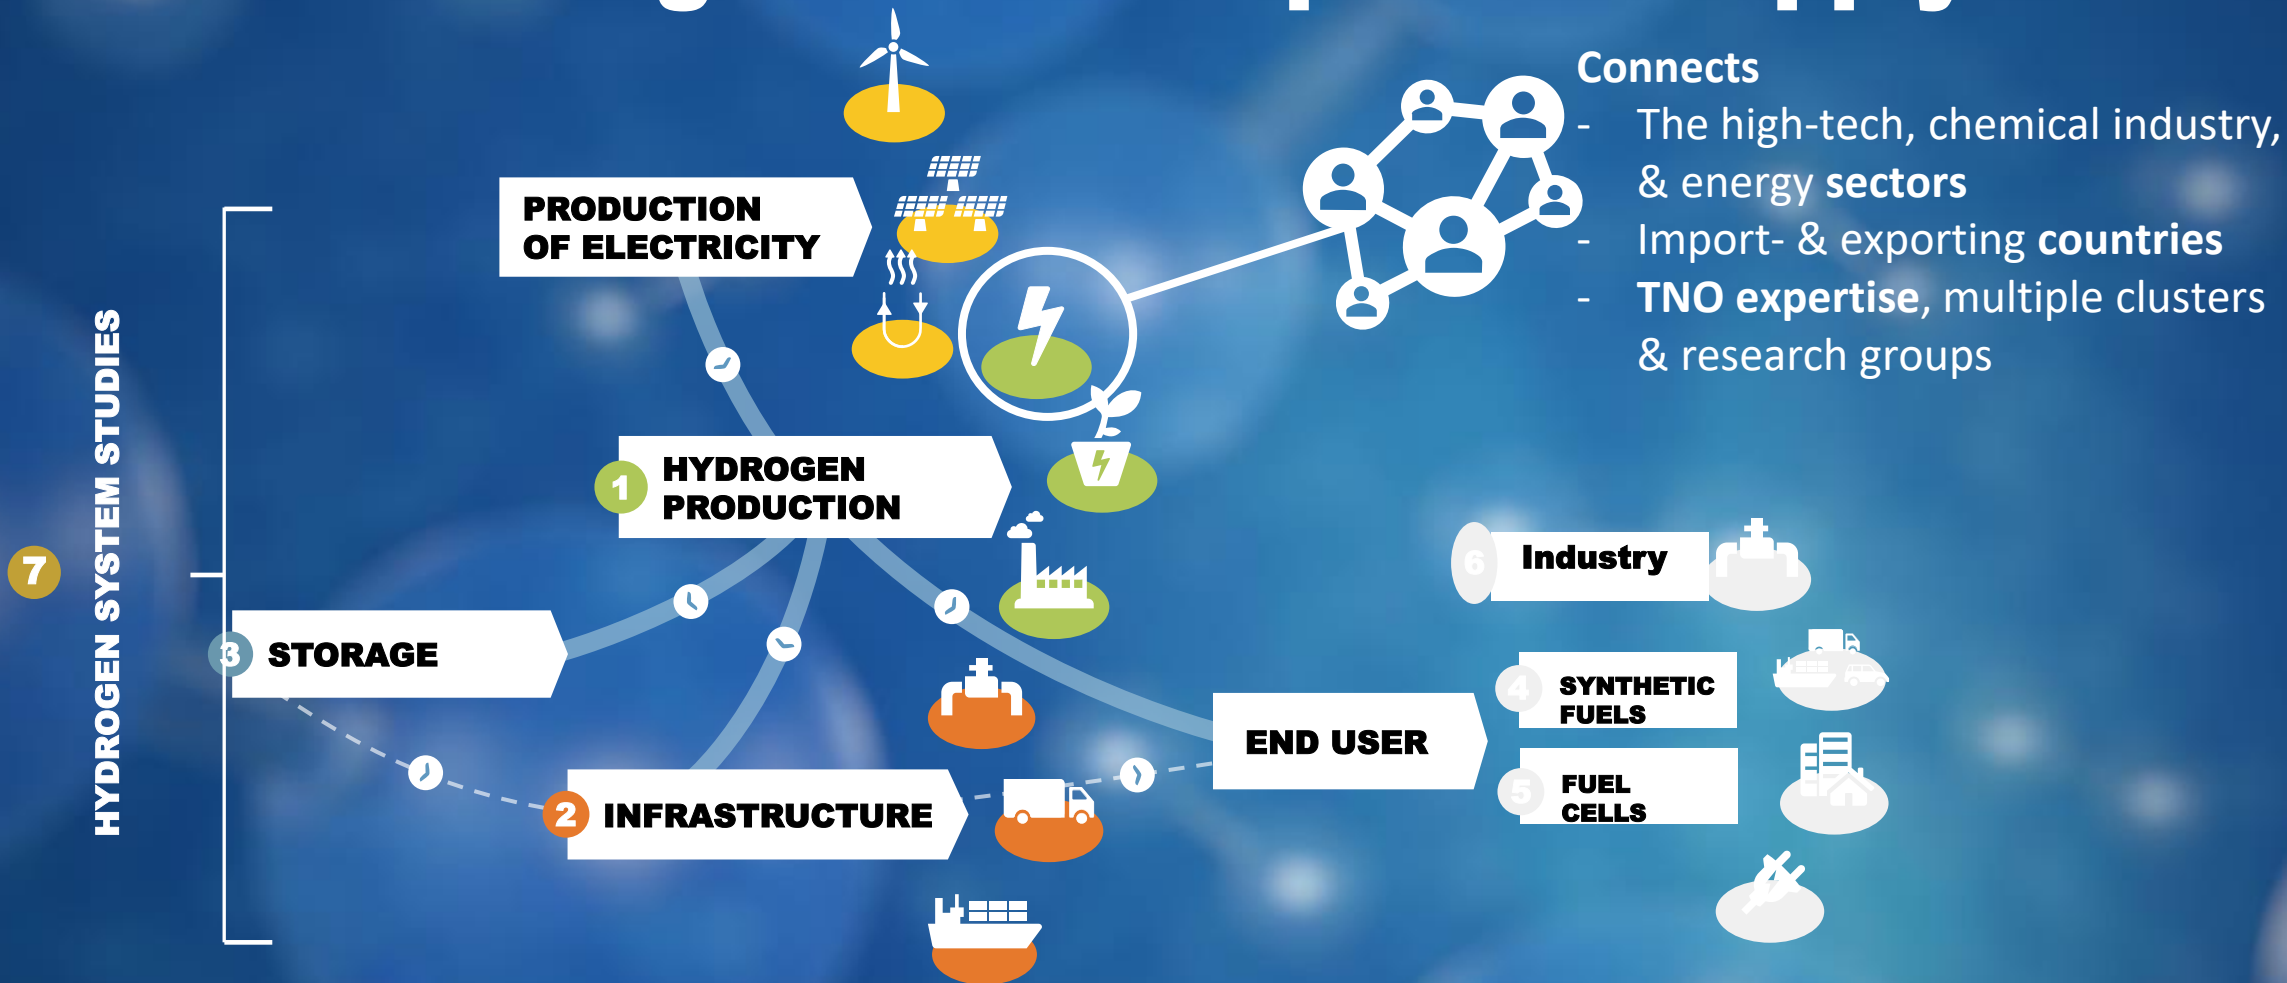 Connects
- The high-tech, chemical industry,
& energy sectors
- Import- & exporting countries
- TNO expertise, multiple clusters
& research groups
PRODUCTION
OF ELECTRICITY
1 HYDROGEN
PRODUCTION
7 HYDROGEN SYSTEM STUDIES
3 STORAGE
2 INFRASTRUCTURE
END USER
6 Industry
4 SYNTHETIC
FUELS
5 FUEL
CELLS